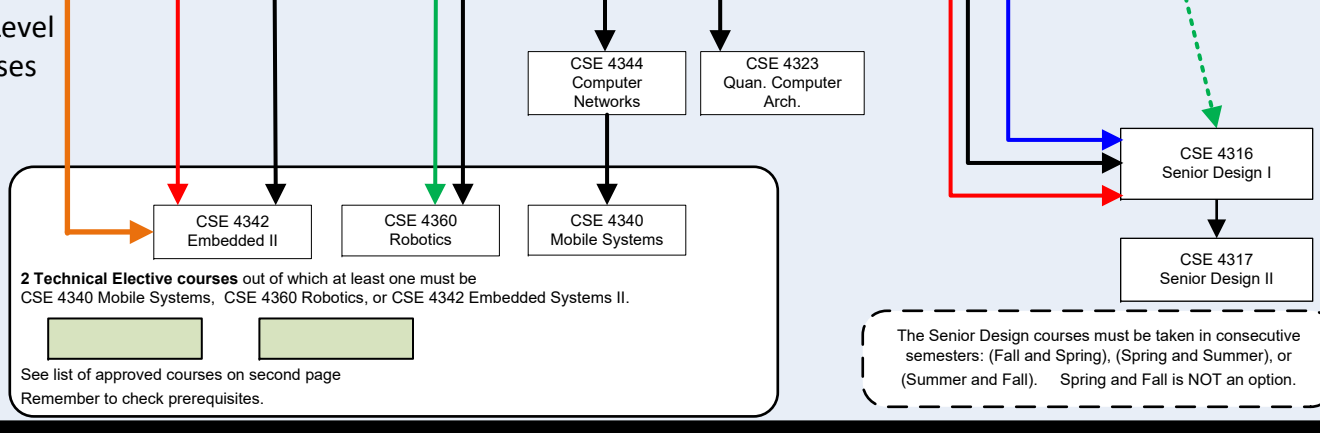 CSE 4344
Computer
Networks
CSE 4323
Quan. Computer
Arch.
CSE 4316
Senior Design I
CSE 4342
Embedded II
CSE 4360
Robotics
CSE 4340
Mobile Systems
CSE 4317
Senior Design II
2 Technical Elective courses out of which at least one must be
CSE 4340 Mobile Systems,  CSE 4360 Robotics, or CSE 4342 Embedded Systems II.
See list of approved courses on second page
Remember to check prerequisites.
The Senior Design courses must be taken in consecutive
semesters: (Fall and Spring), (Spring and Summer), or
(Summer and Fall).    Spring and Fall is NOT an option.